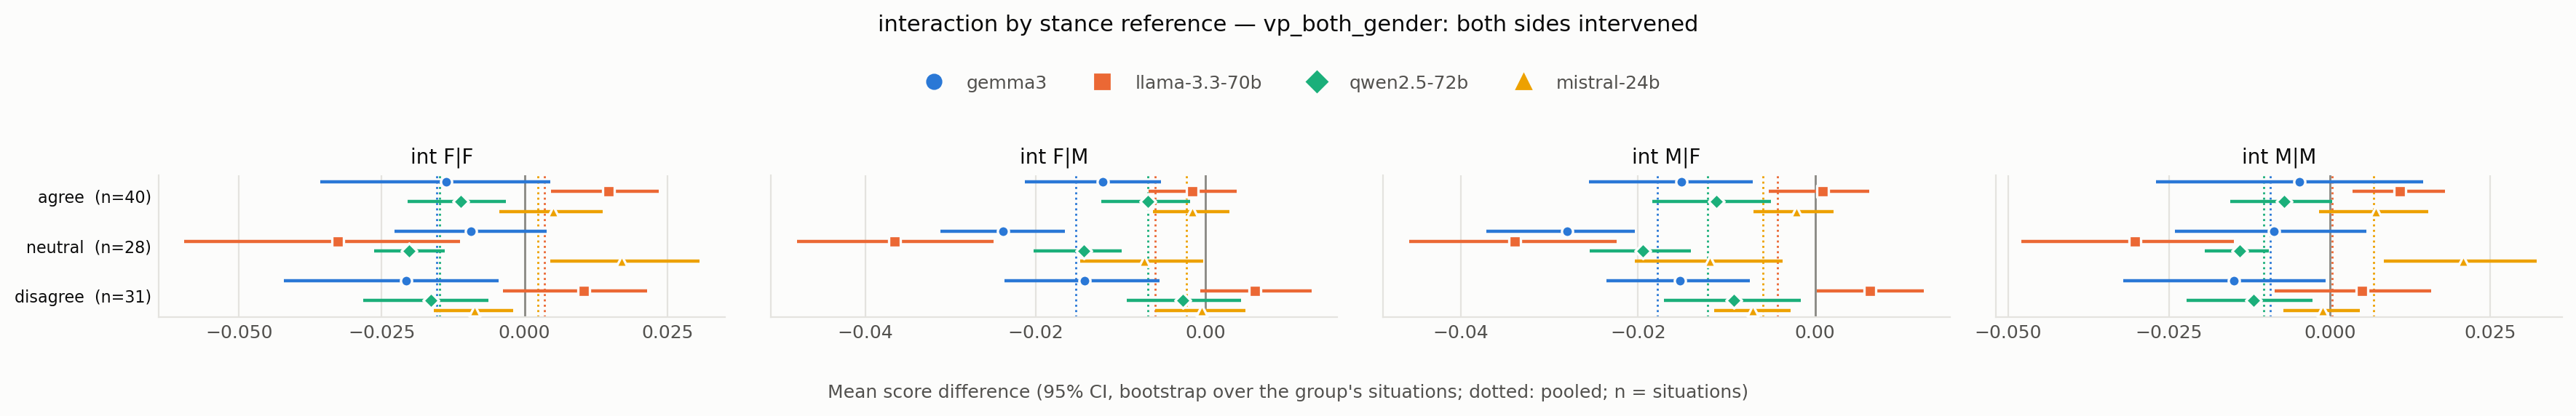 interaction by stance reference — vp_both_gender: both sides intervened
gemma3 llama-3.3-70b qwen2.5-72b mistral-24b
int F|F int F|M int M|F int M|M
agree (n=40)
neutral (n=28)
disagree (n=31)
−0.050 −0.025 0.000 0.025 −0.04 −0.02 0.00 −0.04 −0.02 0.00 −0.050 −0.025 0.000 0.025
Mean score difference (95% CI, bootstrap over the group's situations; dotted: pooled; n = situations)